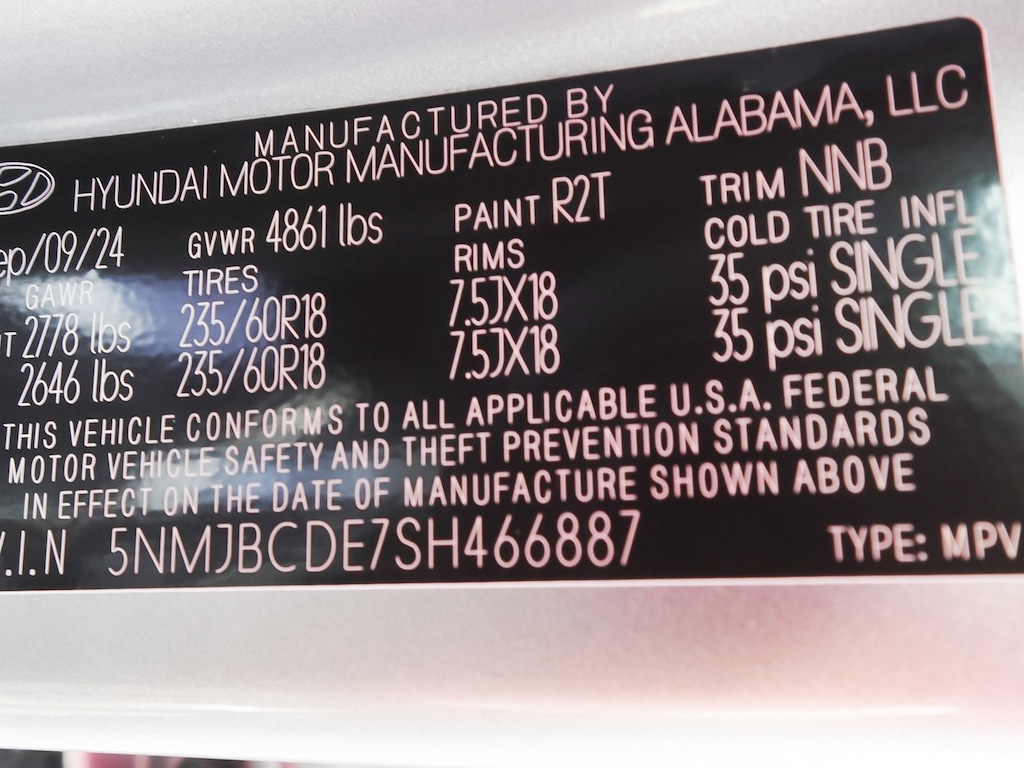 MANUFACTURED BY
HYUNDAI MOTOR MANUFACTURING ALABAMA, LLC
ep/09/24 GVWR 4861 lbs PAINT R2T TRIM NNB
GAWR TIRES RIMS COLD TIRE INFL
T 2778 lbs 235/60R18 7.5JX18 35 psi SINGLE
2646 lbs 235/60R18 7.5JX18 35 psi SINGLE
THIS VEHICLE CONFORMS TO ALL APPLICABLE U.S.A. FEDERAL
MOTOR VEHICLE SAFETY AND THEFT PREVENTION STANDARDS
IN EFFECT ON THE DATE OF MANUFACTURE SHOWN ABOVE
V.I.N 5NMJBCDE7SH466887 TYPE: MPV